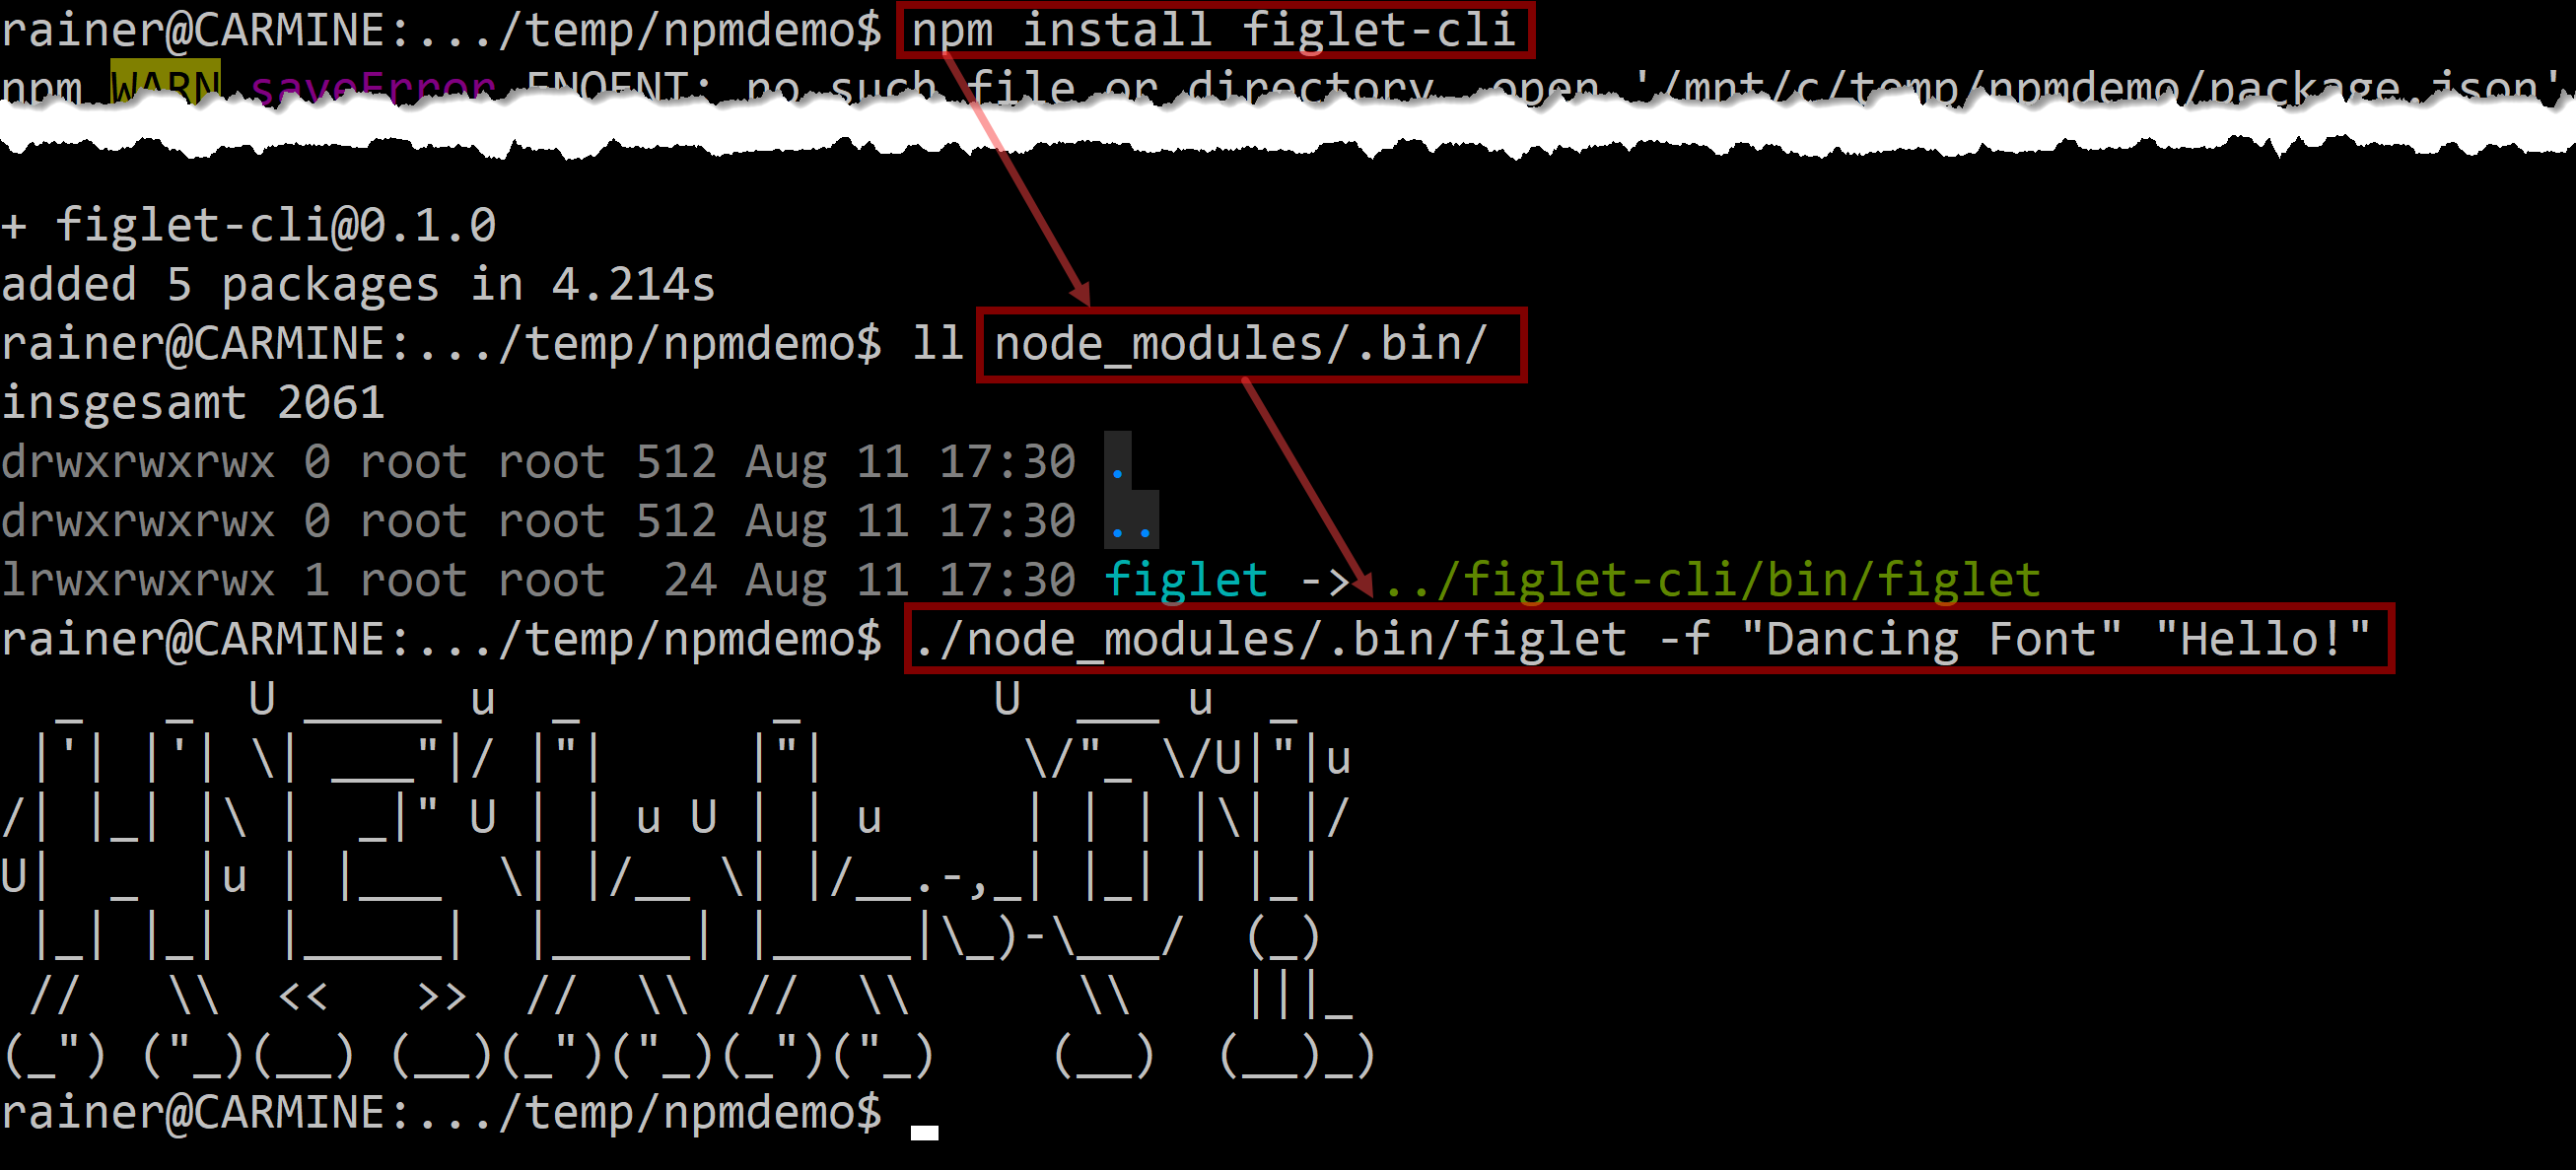 rainer@CARMINE:.../temp/npmdemo$ npm install figlet-cli
npm WARN saveError ENOENT: no such file or directory, open '/mnt/c/temp/npmdemo/package.json'
+ figlet-cli@0.1.0
added 5 packages in 4.214s
rainer@CARMINE:.../temp/npmdemo$ ll node_modules/.bin/
insgesamt 2061
drwxrwxrwx 0 root root 512 Aug 11 17:30 .
drwxrwxrwx 0 root root 512 Aug 11 17:30 ..
lrwxrwxrwx 1 root root  24 Aug 11 17:30 figlet -> ../figlet-cli/bin/figlet
rainer@CARMINE:.../temp/npmdemo$ ./node_modules/.bin/figlet -f "Dancing Font" "Hello!"
  _   _  U _____ u  _       _       U  ___ u  _
 |'| |'| \| ___"|/ |"|     |"|       \/"_ \/U|"|u
/| |_| |\ |  _|" U | | u U | | u     | | | |\| |/
U|  _  |u | |___  \| |/__ \| |/__.-,_| |_| | |_|
 |_| |_|  |_____|  |_____| |_____|\_)-\___/  (_)
 //   \\  <<   >>  //  \\  //  \\      \\    |||_
(_") ("_)(__) (__)(_")("_)(_")("_)    (__)  (__)_)
rainer@CARMINE:.../temp/npmdemo$